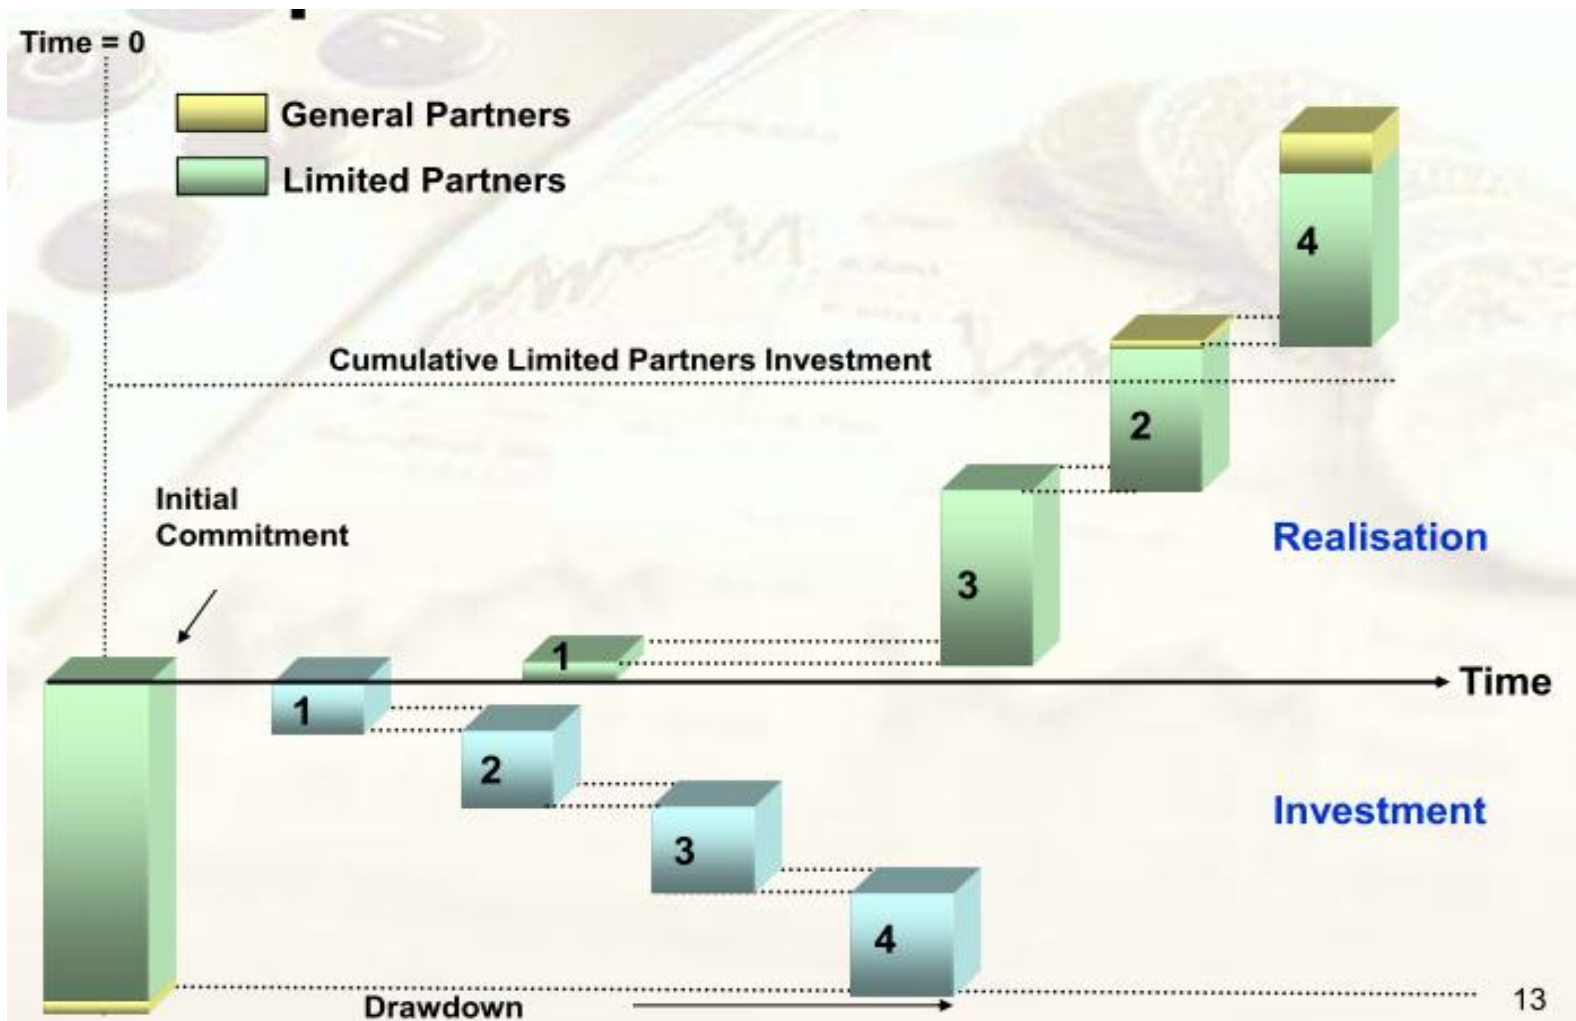 Time = 0
General Partners
Limited Partners
4
Cumulative Limited Partners Investment
2
Initial
Commitment
Realisation
3
1
Time
1
2
Investment
3
4
Drawdown
13